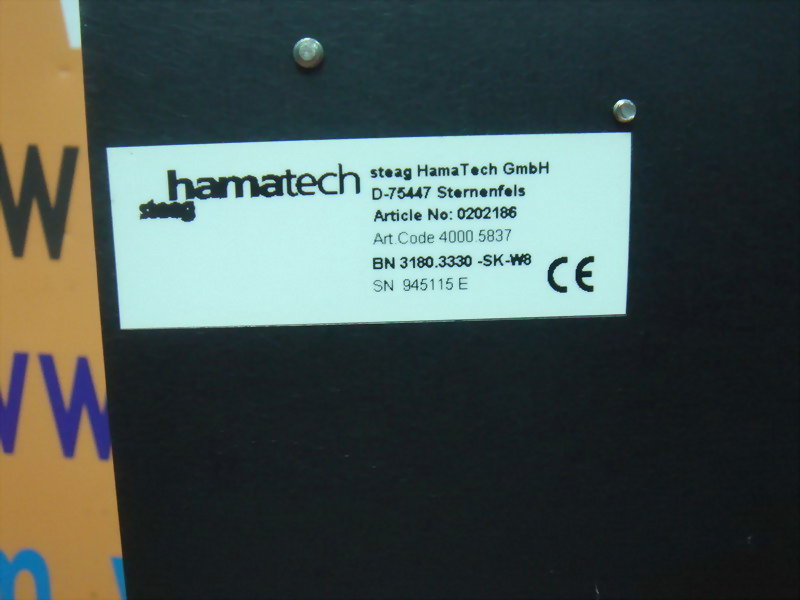 hamatech
steag
steag HamaTech GmbH
D-75447 Sternenfels
Article No: 0202186
Art Code 4000.5837
BN 3180.3330 -SK-W8
SN 945115 E
CE
W
VW
m.w